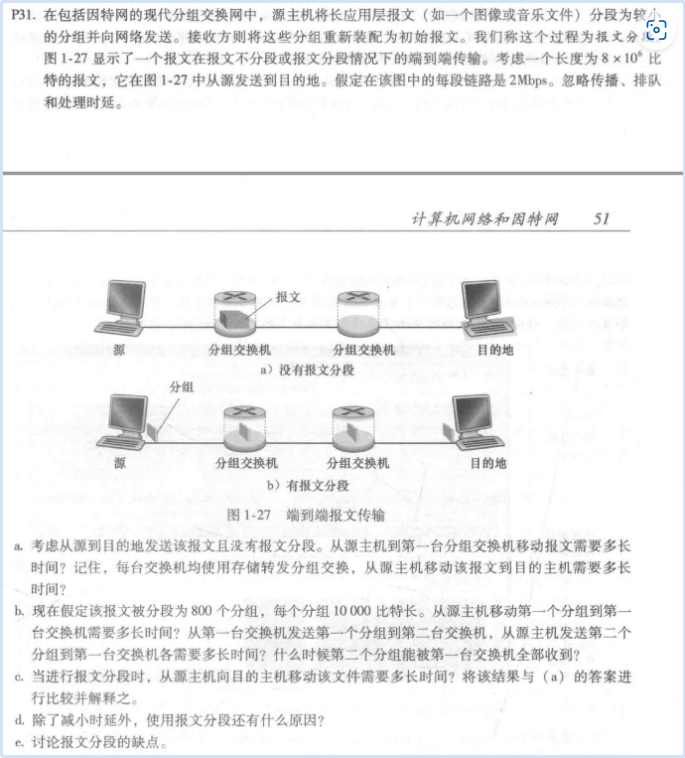 P31. 在包括因特网的现代分组交换网中，源主机将长应用层报文（如一个图像或音乐文件）分段为较小
的分组并向网络发送。接收方则将这些分组重新装配为初始报文。我们称这个过程为报文分
图 1-27 显示了一个报文在报文不分段或报文分段情况下的端到端传输。考虑一个长度为 8 × 10⁶ 比
特的报文，它在图 1-27 中从源发送到目的地。假定在该图中的每段链路是 2Mbps。忽略传播、排队
和处理时延。
计算机网络和因特网 51
报文
源 分组交换机 分组交换机 目的地
a）没有报文分段
分组
源 分组交换机 分组交换机 目的地
b）有报文分段
图 1-27 端到端报文传输
a. 考虑从源到目的地发送该报文且没有报文分段。从源主机到第一台分组交换机移动报文需要多长
时间？记住，每台交换机均使用存储转发分组交换，从源主机移动该报文到目的主机需要多长
时间？
b. 现在假定该报文被分段为 800 个分组，每个分组 10 000 比特长。从源主机移动第一个分组到第一
台交换机需要多长时间？从第一台交换机发送第一个分组到第二台交换机，从源主机发送第二个
分组到第一台交换机各需要多长时间？什么时候第二个分组能被第一台交换机全部收到？
c. 当进行报文分段时，从源主机向目的主机移动该文件需要多长时间？将该结果与（a）的答案进
行比较并解释之。
d. 除了减小时延外，使用报文分段还有什么原因？
e. 讨论报文分段的缺点。